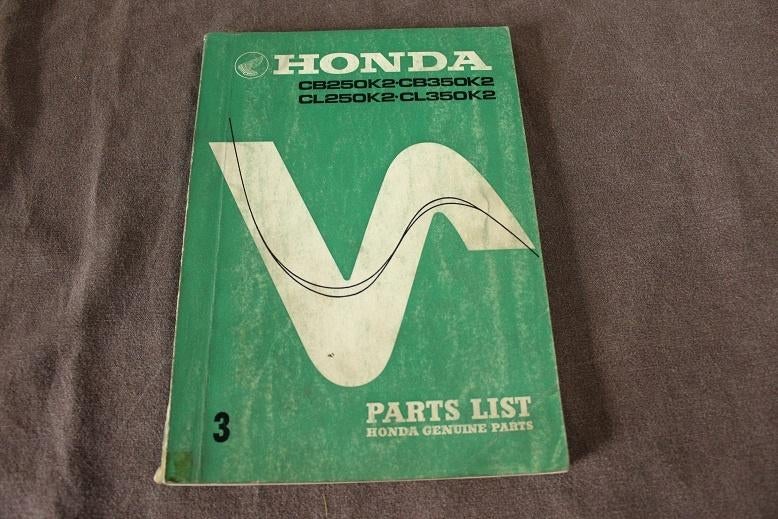 HONDA
CB250K2·CB350K2
CL250K2·CL350K2
PARTS LIST
HONDA GENUINE PARTS
3